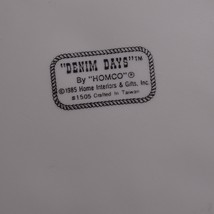 "DENIM DAYS"™
By "HOMCO"®
©1985 Home Interiors & Gifts, Inc.
#1505 Crafted in Taiwan